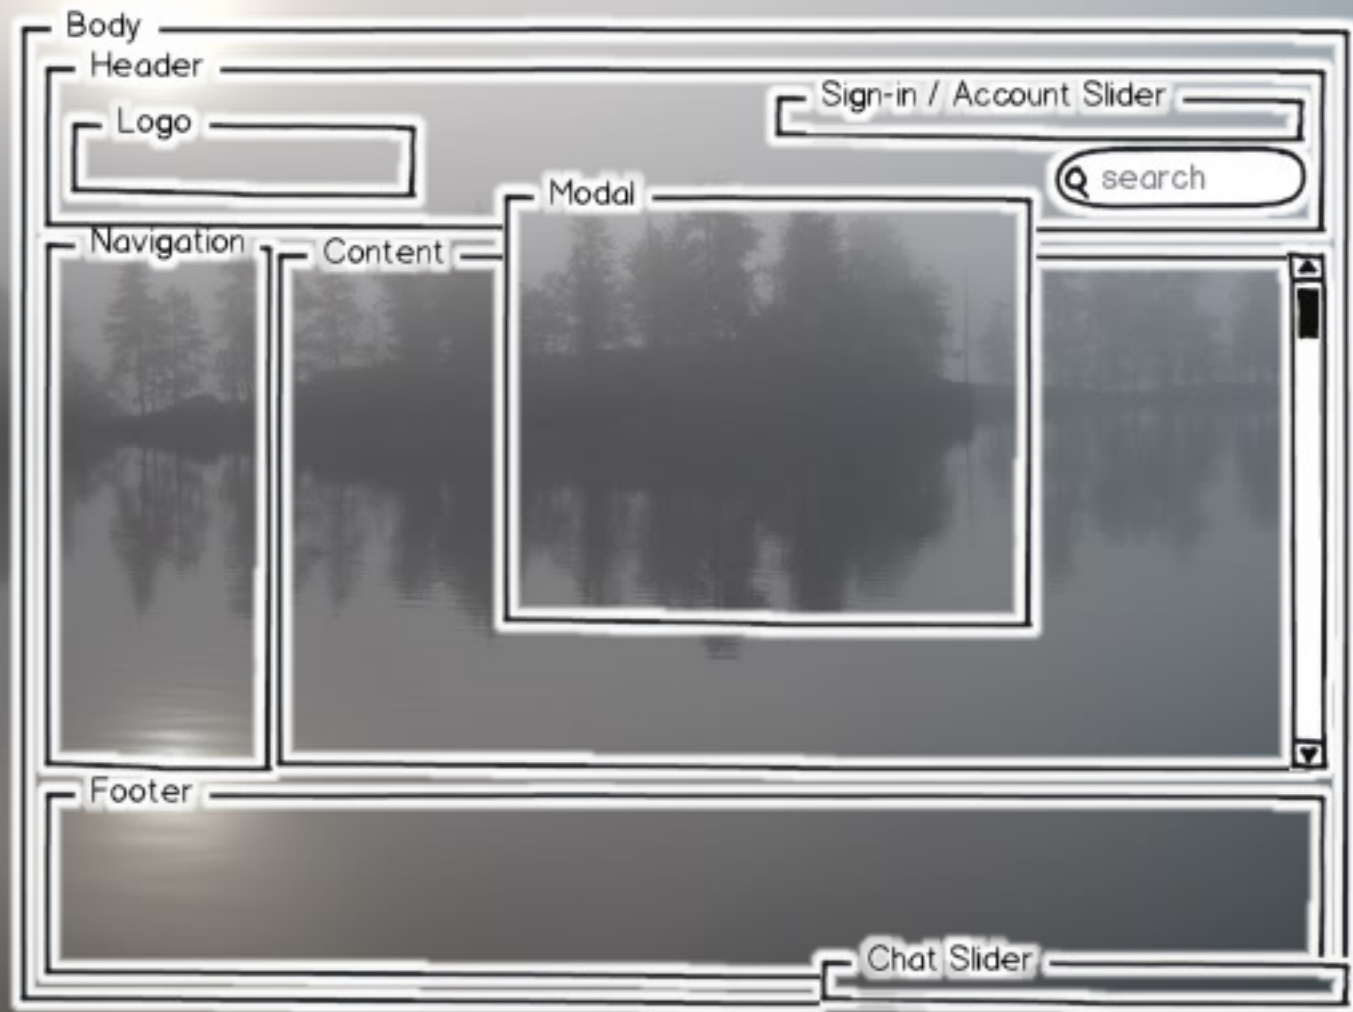 Body
Header
Logo
Sign-in / Account Slider
search
Modal
Navigation
Content
Footer
Chat Slider